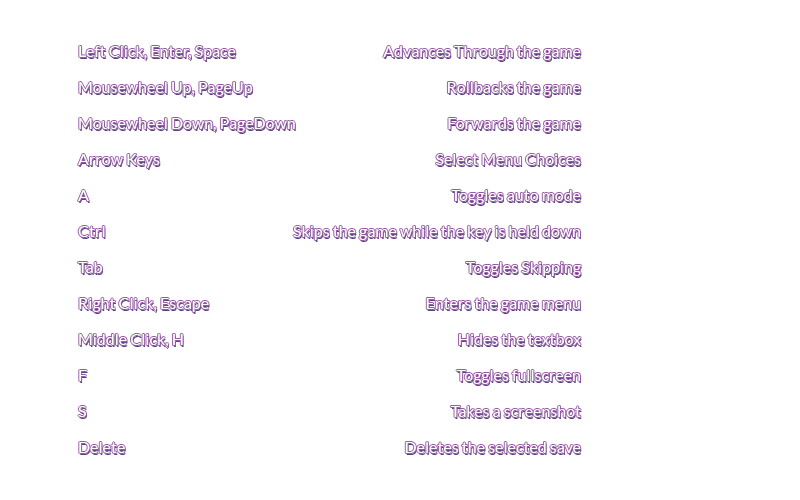 Left Click, Enter, Space Advances Through the game
Mousewheel Up, PageUp Rollbacks the game
Mousewheel Down, PageDown Forwards the game
Arrow Keys Select Menu Choices
A Toggles auto mode
Ctrl Skips the game while the key is held down
Tab Toggles Skipping
Right Click, Escape Enters the game menu
Middle Click, H Hides the textbox
F Toggles fullscreen
S Takes a screenshot
Delete Deletes the selected save